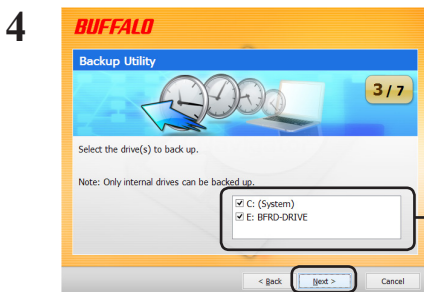 4
BUFFALO
Backup Utility
3 / 7
Select the drive(s) to back up.
Note: Only internal drives can be backed up.
C: (System)
E: BFRD-DRIVE
< Back
Next >
Cancel